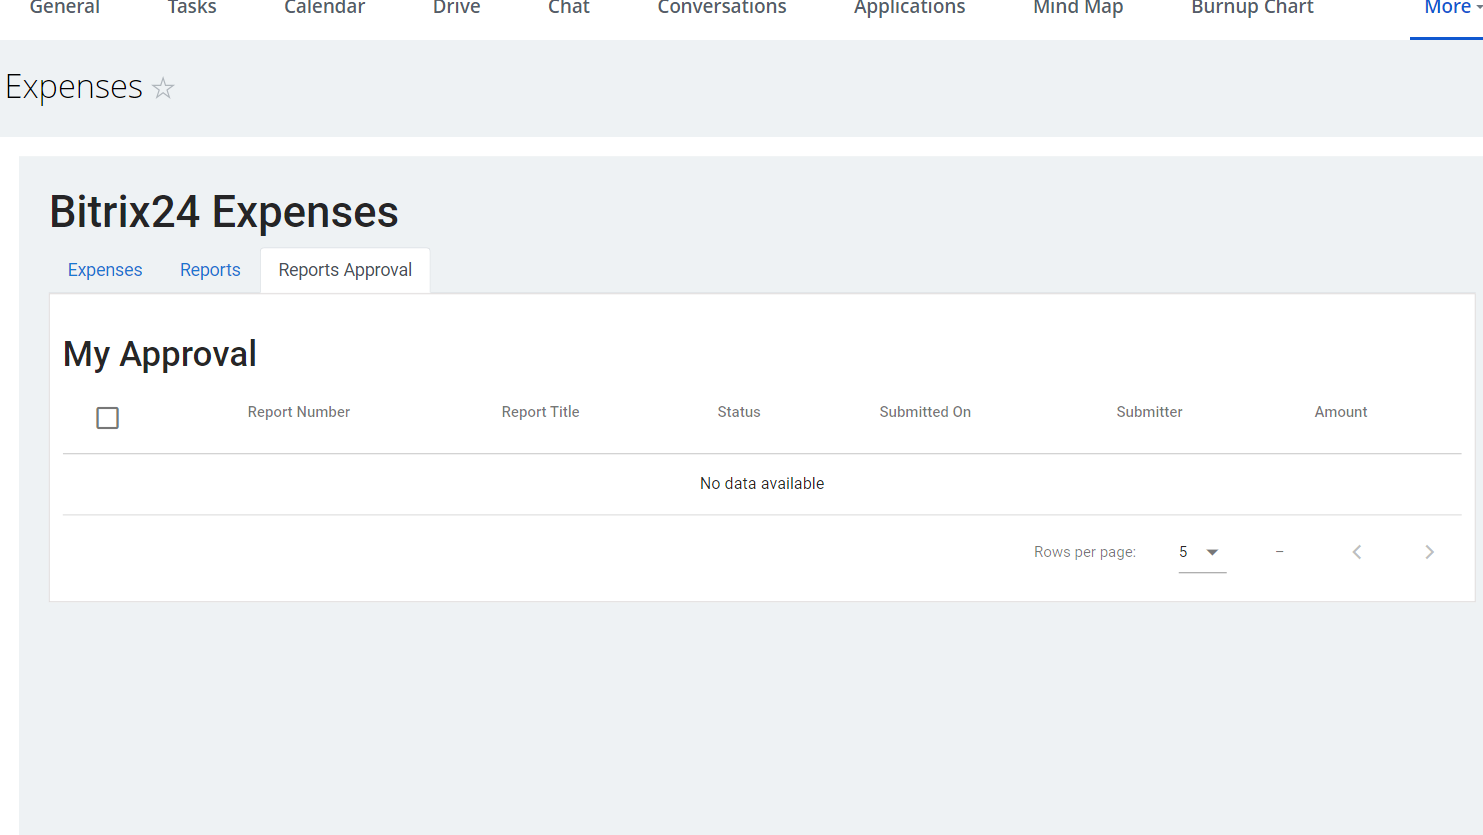 General Tasks Calendar Drive Chat Conversations Applications Mind Map Burnup Chart More
Expenses
Bitrix24 Expenses
Expenses Reports Reports Approval
My Approval
Report Number Report Title Status Submitted On Submitter Amount
No data available
Rows per page: 5 –